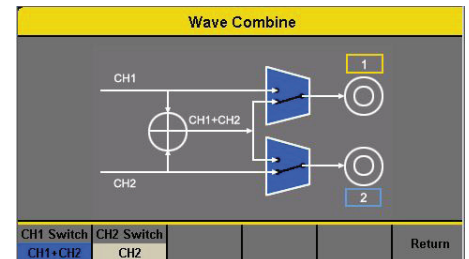 Wave Combine
1
CH1
CH1+CH2
CH2
2
CH1 Switch CH2 Switch
CH1+CH2 CH2
Return